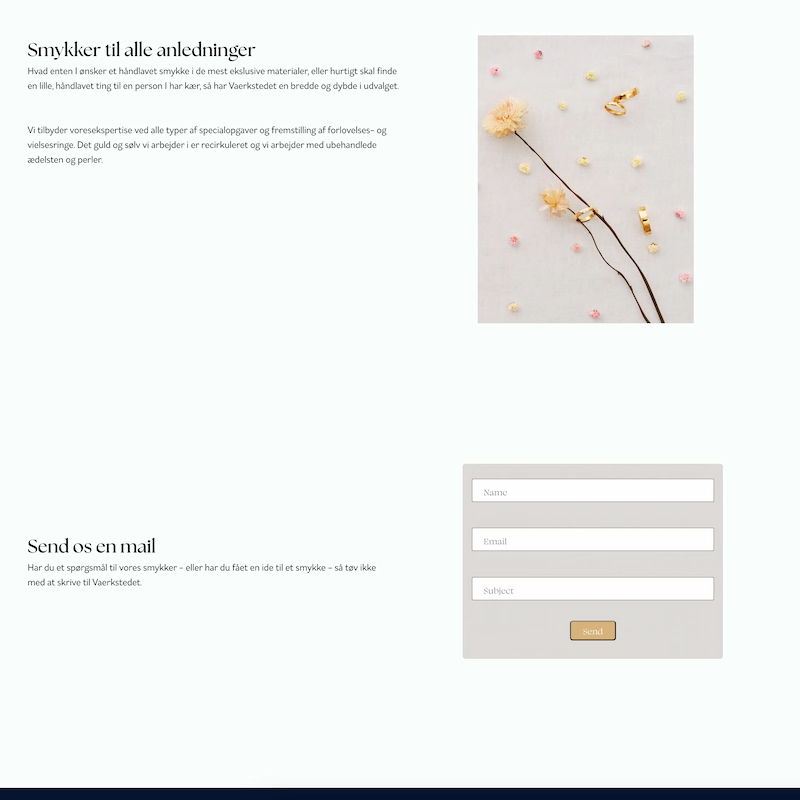 Smykker til alle anledninger
Hvad enten I ønsker et håndlavet smykke i de mest ekslusive materialer, eller hurtigt skal finde
en lille, håndlavet ting til en person I har kær, så har Vaerkstedet en bredde og dybde i udvalget.
Vi tilbyder voresekspertise ved alle typer af specialopgaver og fremstilling af forlovelses- og
vielsesringe. Det guld og sølv vi arbejder i er recirkuleret og vi arbejder med ubehandlede
ædelsten og perler.
Send os en mail
Har du et spørgsmål til vores smykker – eller har du fået en ide til et smykke – så tøv ikke
med at skrive til Vaerkstedet.
Name
Email
Subject
Send